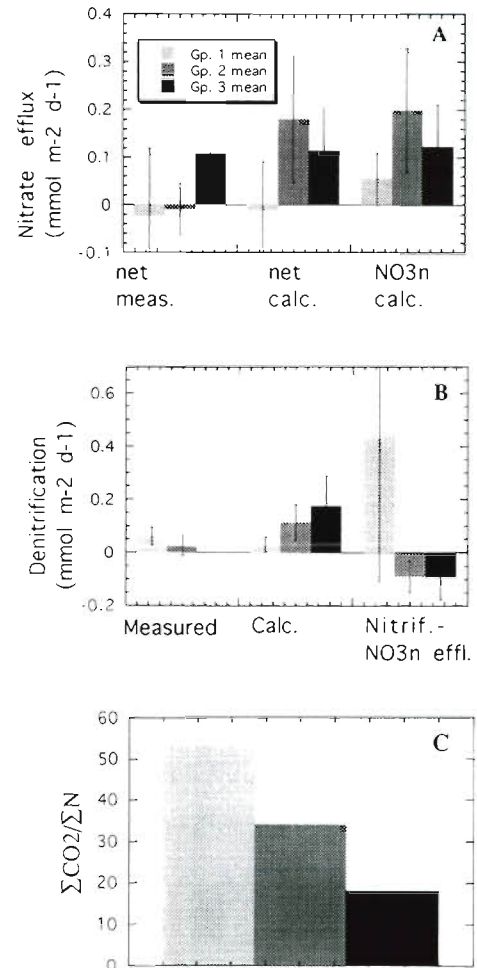 A
0.4
0.3
0.2
0.1
0
-0.1
Nitrate efflux
(mmol m-2 d-1)
Gp. 1 mean
Gp. 2 mean
Gp. 3 mean
net
meas.
net
calc.
NO3n
calc.
B
0.6
0.4
0.2
0
-0.2
Denitrification
(mmol m-2 d-1)
Measured
Calc.
Nitrif.-
NO3n effl.
C
60
50
40
30
20
10
0
ΣCO2/ΣN